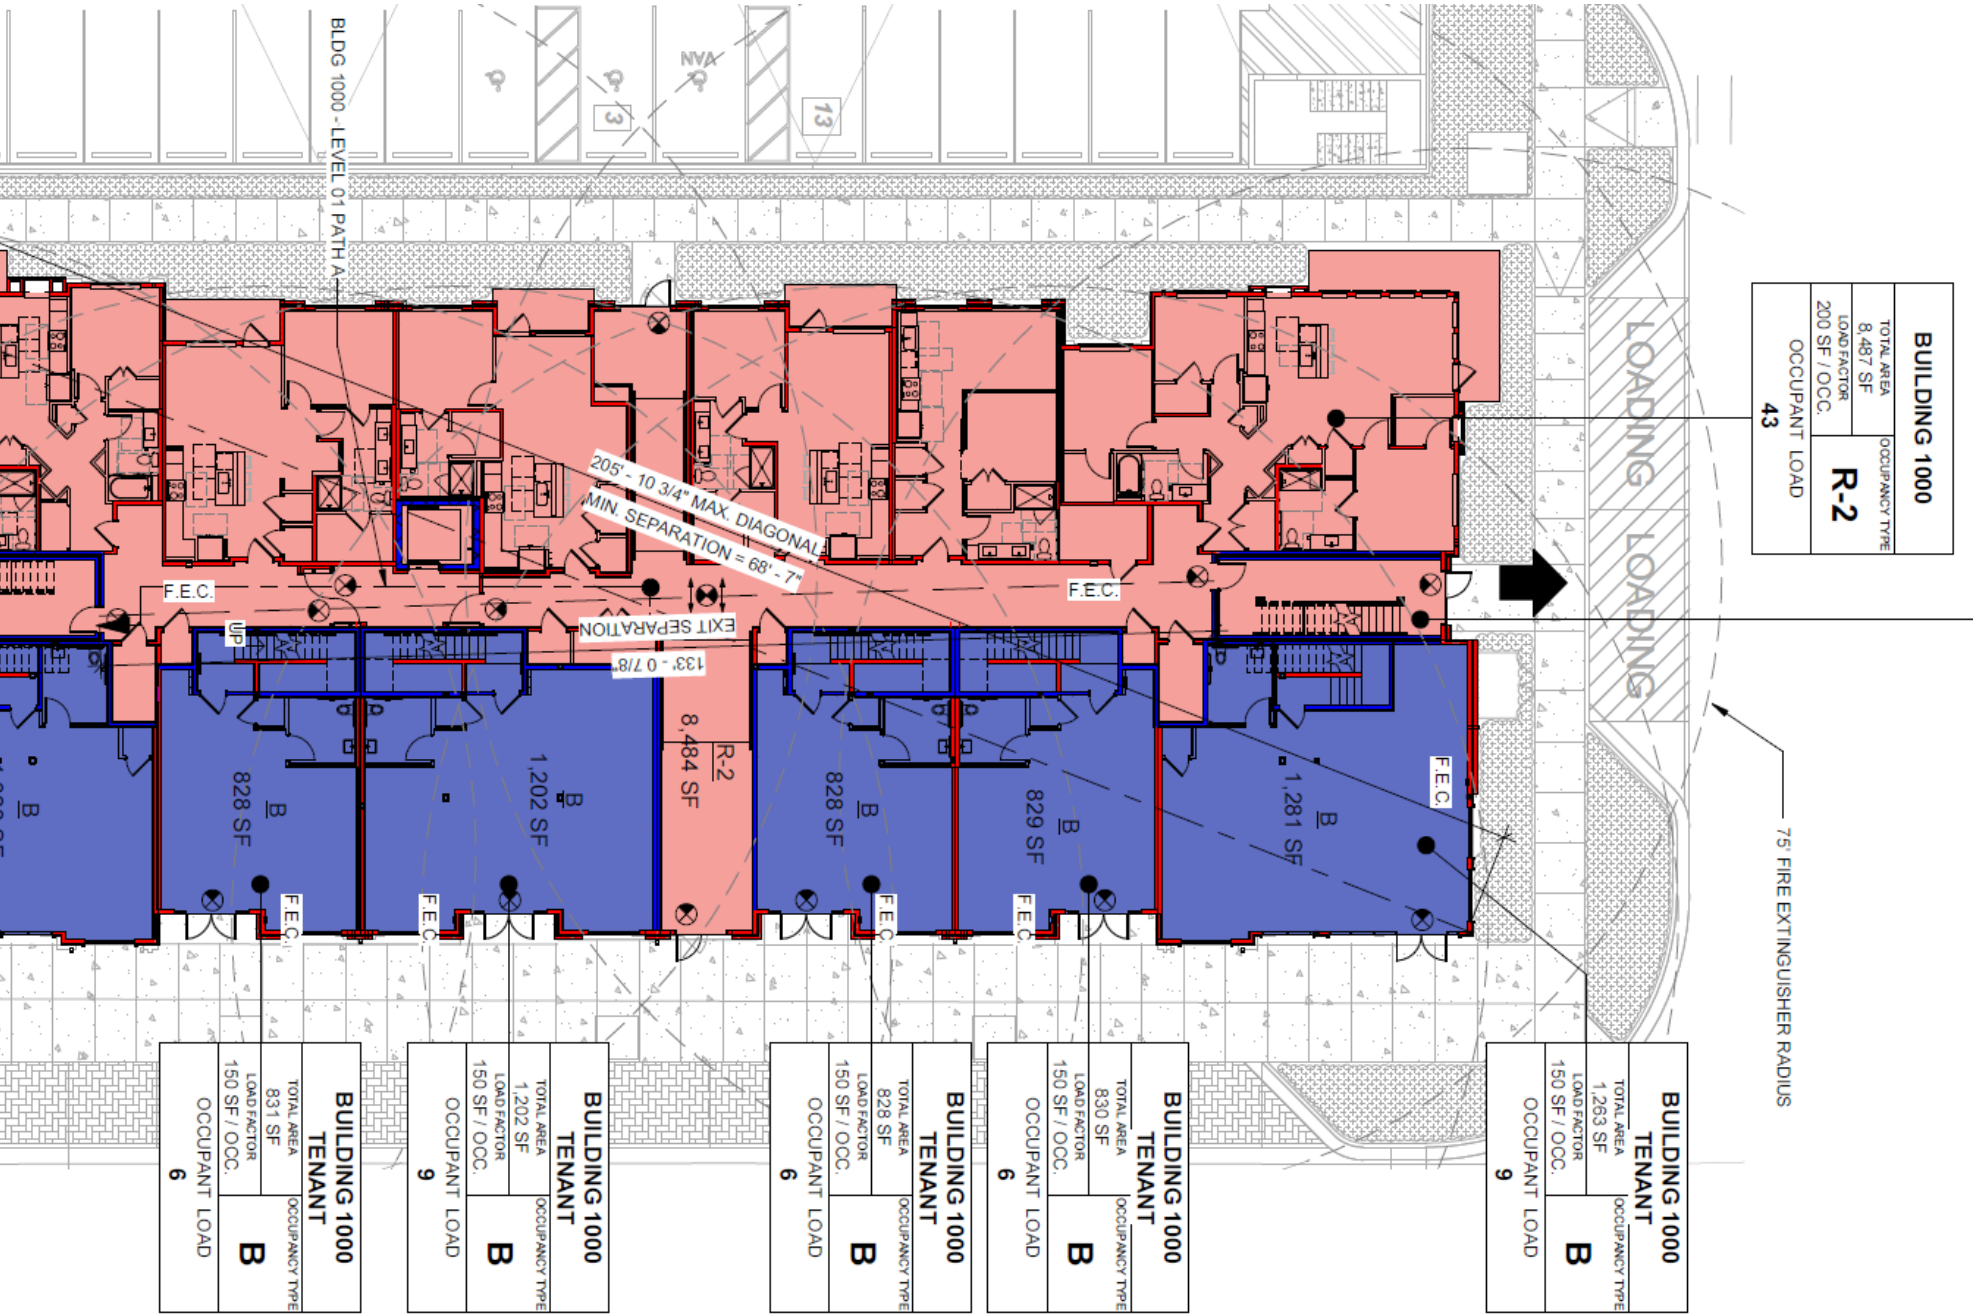 BLDG 1000 - LEVEL 01 PATH A
VAN
3
13
LOADING
LOADING
BUILDING 1000
TOTAL AREA
8,487 SF
LOAD FACTOR
200 SF / OCC.
OCCUPANCY TYPE
R-2
OCCUPANT LOAD
43
205' - 10 3/4" MAX. DIAGONAL
MIN. SEPARATION = 68' - 7"
EXIT SEPARATION
133' - 0 7/8"
F.E.C.
F.E.C.
UP
R-2
8,484 SF
B
828 SF
B
1,202 SF
B
828 SF
B
829 SF
B
1,281 SF
B
F.E.C.
F.E.C.
F.E.C.
F.E.C.
F.E.C.
75' FIRE EXTINGUISHER RADIUS
BUILDING 1000
TENANT
TOTAL AREA
831 SF
LOAD FACTOR
150 SF / OCC.
OCCUPANCY TYPE
B
OCCUPANT LOAD
6
BUILDING 1000
TENANT
TOTAL AREA
1,202 SF
LOAD FACTOR
150 SF / OCC.
OCCUPANCY TYPE
B
OCCUPANT LOAD
9
BUILDING 1000
TENANT
TOTAL AREA
828 SF
LOAD FACTOR
150 SF / OCC.
OCCUPANCY TYPE
B
OCCUPANT LOAD
6
BUILDING 1000
TENANT
TOTAL AREA
830 SF
LOAD FACTOR
150 SF / OCC.
OCCUPANCY TYPE
B
OCCUPANT LOAD
6
BUILDING 1000
TENANT
TOTAL AREA
1,263 SF
LOAD FACTOR
150 SF / OCC.
OCCUPANCY TYPE
B
OCCUPANT LOAD
9